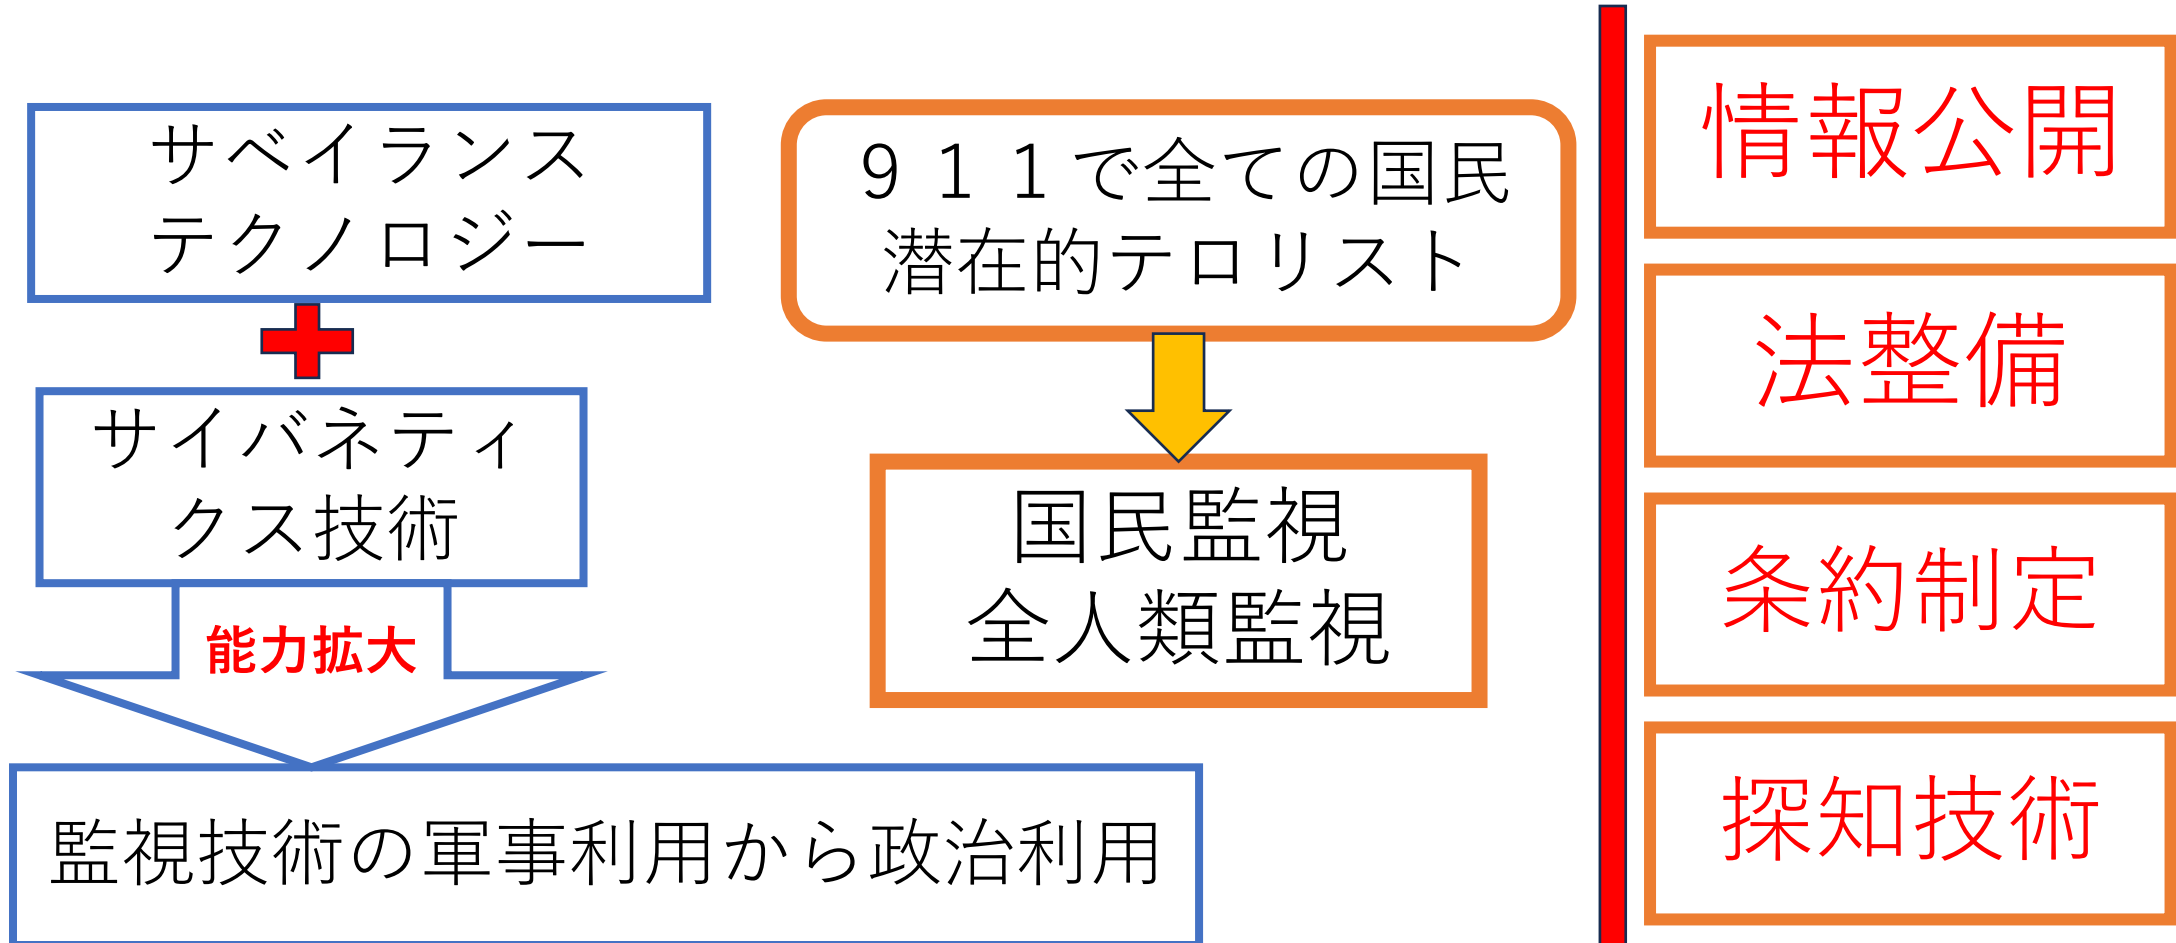 サベイランス
テクノロジー
サイバネティ
クス技術
能力拡大
監視技術の軍事利用から政治利用
９１１で全ての国民
潜在的テロリスト
国民監視
全人類監視
情報公開
法整備
条約制定
探知技術